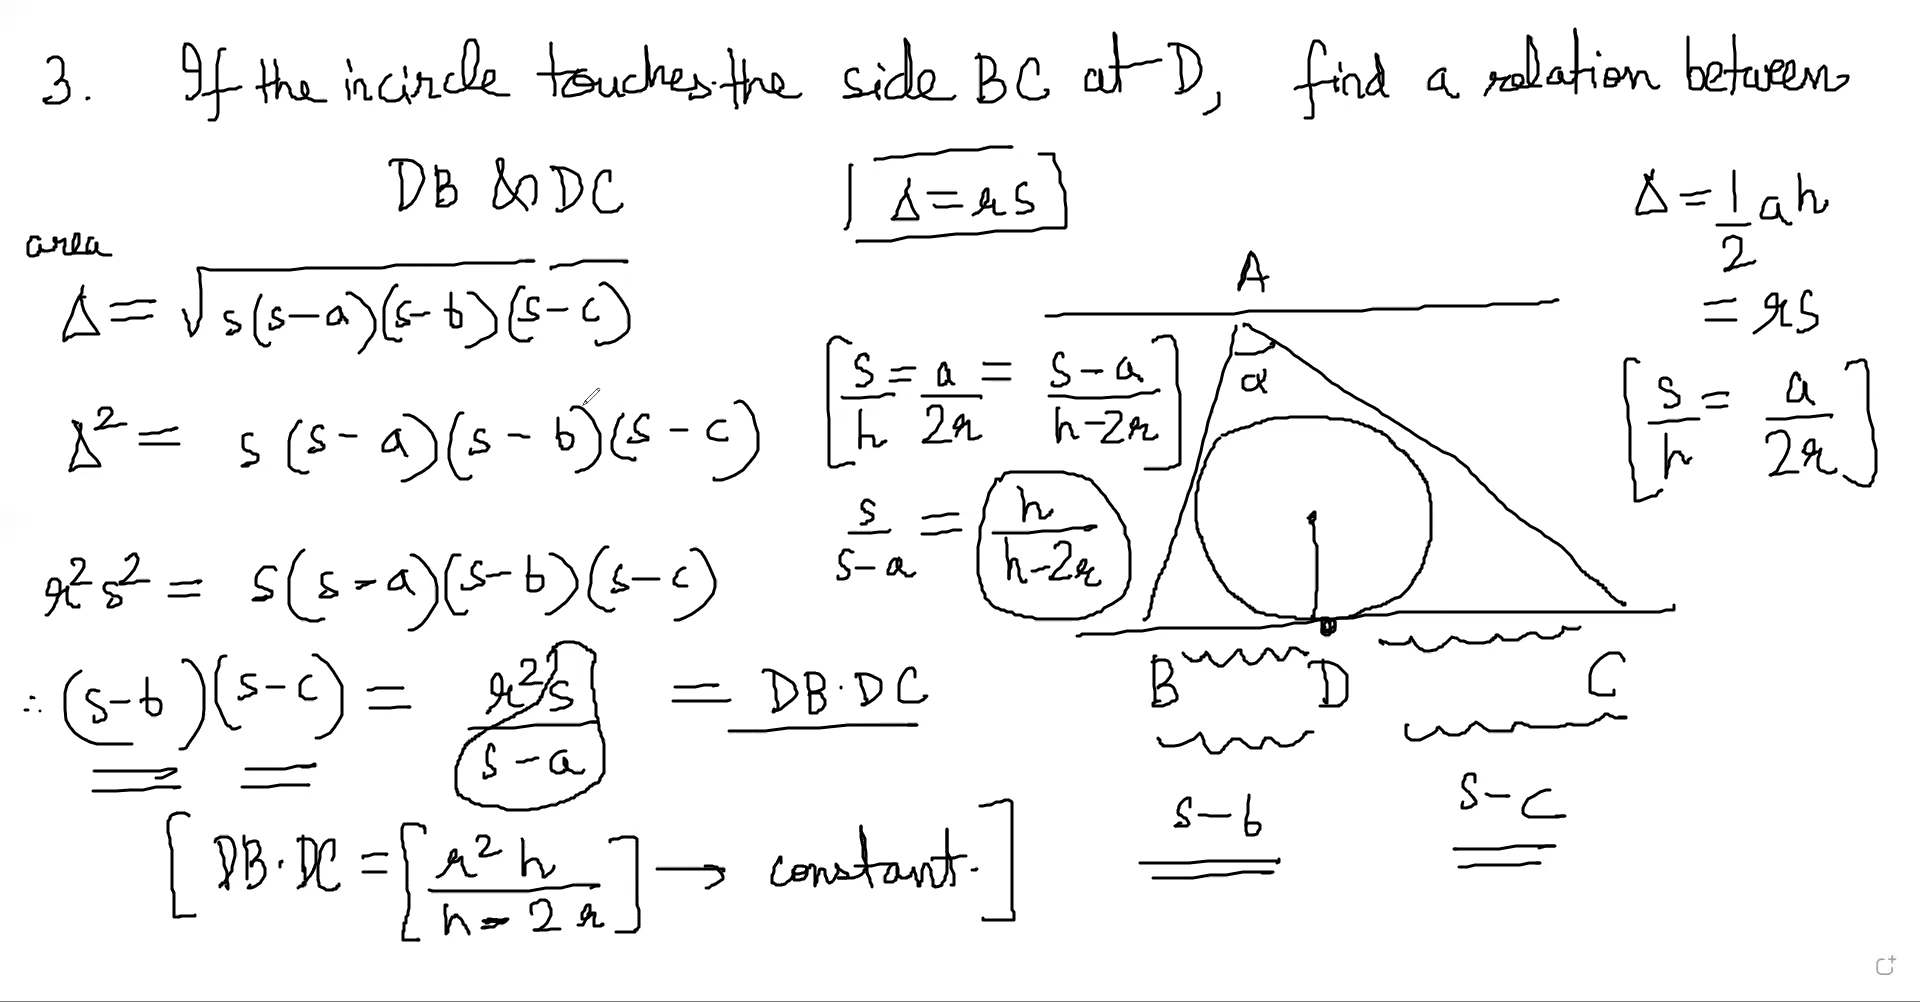 3. If the incircle touches the side BC at D, find a relation between
DB & DC
[Δ = rs]
area
Δ = √s(s-a)(s-b)(s-c)
Δ² = s(s-a)(s-b)(s-c)
r²s² = s(s-a)(s-b)(s-c)
∴ (s-b)(s-c) = r²s/(s-a) = DB·DC
[DB·DC = [r²h/(h-2r)] → constant.]
[s/h = a/2r = (s-a)/(h-2r)]
s/(s-a) = h/(h-2r)
A
α
B D C
s-b s-c
Δ = 1/2 ah
= rs
[s/h = a/2r]